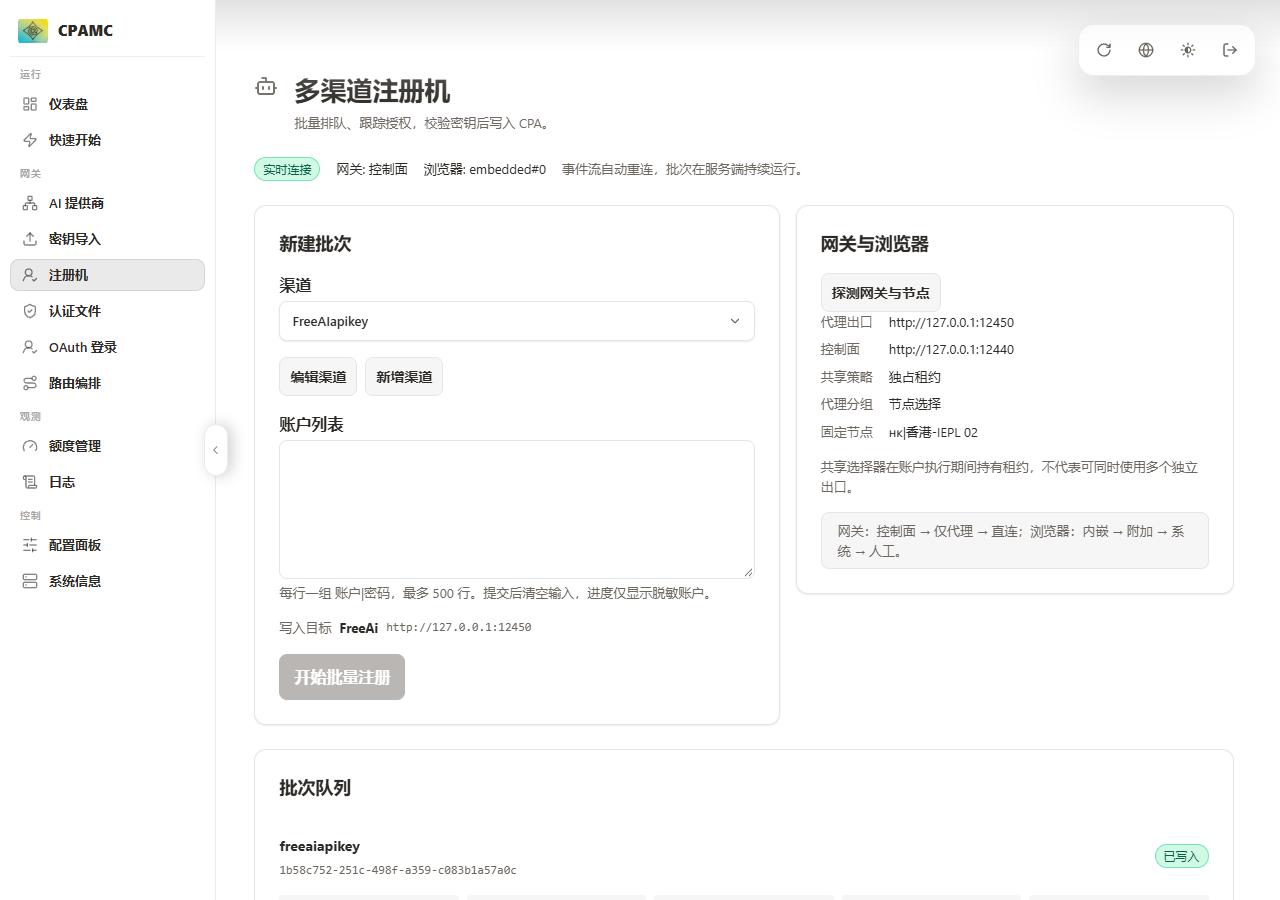 CPAMC
运行
仪表盘
快速开始
网关
AI 提供商
密钥导入
注册机
认证文件
OAuth 登录
路由编排
观测
额度管理
日志
控制
配置面板
系统信息
多渠道注册机
批量排队、跟踪授权，校验密钥后写入 CPA。
实时连接 网关: 控制面 浏览器: embedded#0 事件流自动重连，批次在服务端持续运行。
新建批次
渠道
FreeAIapikey
编辑渠道 新增渠道
账户列表
每行一组 账户|密码，最多 500 行。提交后清空输入，进度仅显示脱敏账户。
写入目标 FreeAi http://127.0.0.1:12450
开始批量注册
网关与浏览器
探测网关与节点
代理出口 http://127.0.0.1:12450
控制面 http://127.0.0.1:12440
共享策略 独占租约
代理分组 节点选择
固定节点 нк|香港-IEPL 02
共享选择器在账户执行期间持有租约，不代表可同时使用多个独立
出口。
网关：控制面 → 仅代理 → 直连；浏览器：内嵌 → 附加 → 系
统 → 人工。
批次队列
freeaiapikey
1b58c752-251c-498f-a359-c083b1a57a0c
已写入